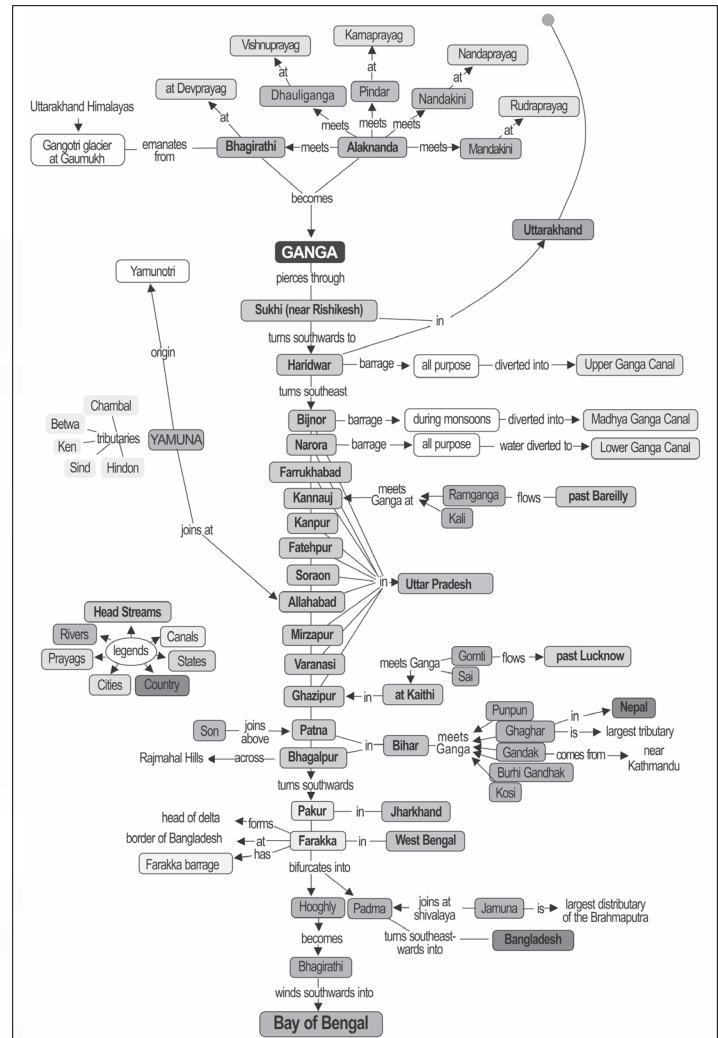 Karnaprayag
Vishnuprayag
Nandaprayag
at
at
at
at Devprayag
Dhauliganga
Pindar
Nandakini
Rudraprayag
Uttarakhand Himalayas
at
meets
meets
meets
at
Gangotri glacier
at Gaumukh
emanates
from
Bhagirathi
meets
Alaknanda
meets
Mandakini
becomes
Uttarakhand
GANGA
pierces through
Yamunotri
Sukhi (near Rishikesh)
in
turns southwards to
origin
Haridwar
barrage
all purpose
diverted into
Upper Ganga Canal
turns southeast
Chambal
Betwa
tributaries
YAMUNA
Ken
Sind
Hindon
Bijnor
barrage
during monsoons
diverted into
Madhya Ganga Canal
Narora
barrage
all purpose
water diverted to
Lower Ganga Canal
Farrukhabad
Kannauj
meets
Ganga at
Ramganga
flows
past Bareilly
Kali
Kanpur
joins at
Fatehpur
Soraon
in
Uttar Pradesh
Allahabad
Head Streams
Rivers
legends
Canals
Prayags
States
Cities
Country
Mirzapur
Varanasi
meets Ganga
Gomti
flows
past Lucknow
Sai
Ghazipur
in
at Kaithi
Son
joins
above
Patna
in
Bihar
meets
Ganga
Punpun
in
Nepal
Ghaghar
is
largest tributary
Gandak
comes from
near
Kathmandu
Burhi Gandhak
Kosi
Rajmahal Hills
across
Bhagalpur
turns southwards
Pakur
in
Jharkhand
head of delta
forms
border of Bangladesh
at
Farakka
in
West Bengal
Farakka barrage
has
bifurcates into
Hooghly
Padma
joins at
shivalaya
Jamuna
is
largest distributary
of the Brahmaputra
becomes
turns southeast-
wards into
Bangladesh
Bhagirathi
winds southwards into
Bay of Bengal